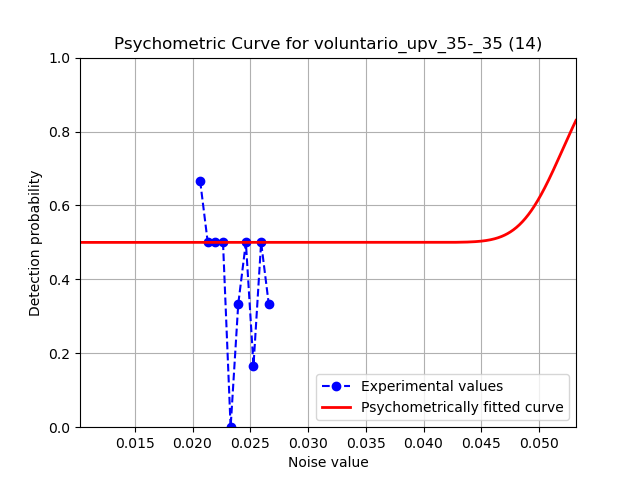 Psychometric Curve for voluntario_upv_35-_35 (14)
1.0
0.8
0.6
0.4
0.2
0.0
Detection probability
Experimental values
Psychometrically fitted curve
0.015 0.020 0.025 0.030 0.035 0.040 0.045 0.050
Noise value